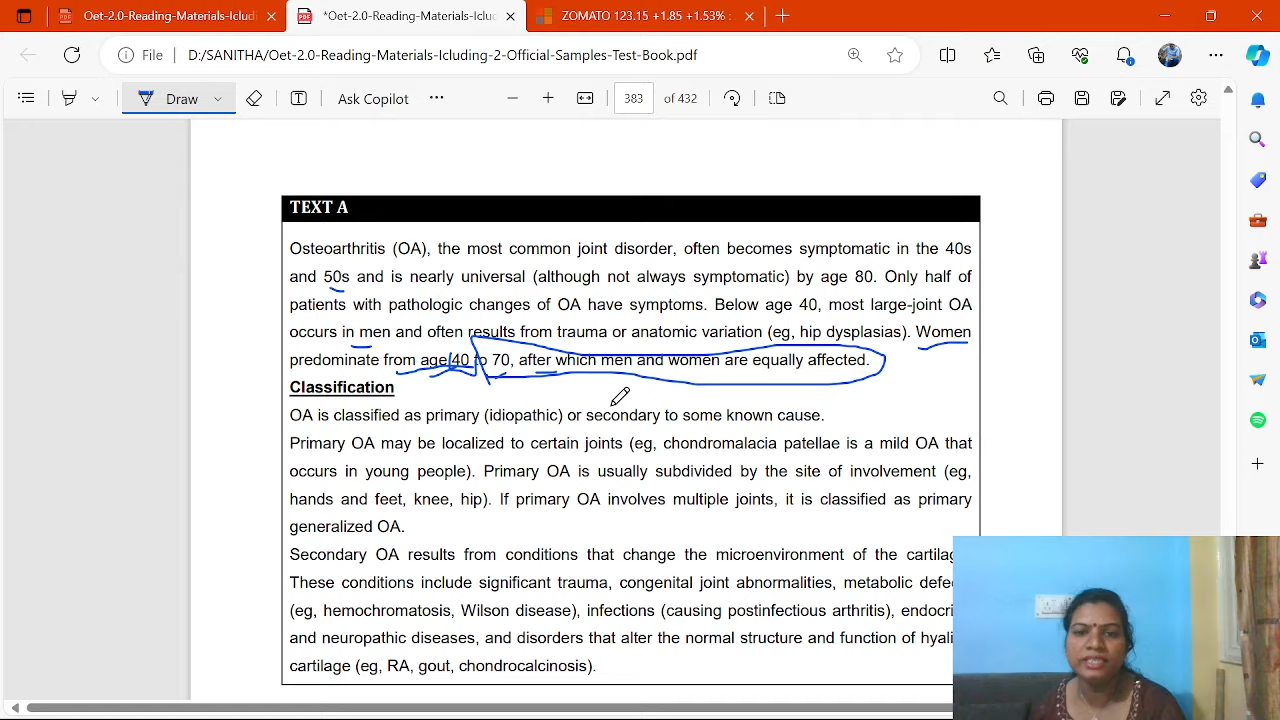 Oet-2.0-Reading-Materials-Iclud
*Oet-2.0-Reading-Materials-Icluc
ZOMATO 123.15 +1.85 +1.53% :
File D:/SANITHA/Oet-2.0-Reading-Materials-Icluding-2-Official-Samples-Test-Book.pdf
Draw
Ask Copilot
383 of 432
TEXT A
Osteoarthritis (OA), the most common joint disorder, often becomes symptomatic in the 40s
and 50s and is nearly universal (although not always symptomatic) by age 80. Only half of
patients with pathologic changes of OA have symptoms. Below age 40, most large-joint OA
occurs in men and often results from trauma or anatomic variation (eg, hip dysplasias). Women
predominate from age 40 to 70, after which men and women are equally affected.
Classification
OA is classified as primary (idiopathic) or secondary to some known cause.
Primary OA may be localized to certain joints (eg, chondromalacia patellae is a mild OA that
occurs in young people). Primary OA is usually subdivided by the site of involvement (eg,
hands and feet, knee, hip). If primary OA involves multiple joints, it is classified as primary
generalized OA.
Secondary OA results from conditions that change the microenvironment of the cartilag
These conditions include significant trauma, congenital joint abnormalities, metabolic defe
(eg, hemochromatosis, Wilson disease), infections (causing postinfectious arthritis), endocri
and neuropathic diseases, and disorders that alter the normal structure and function of hyali
cartilage (eg, RA, gout, chondrocalcinosis).